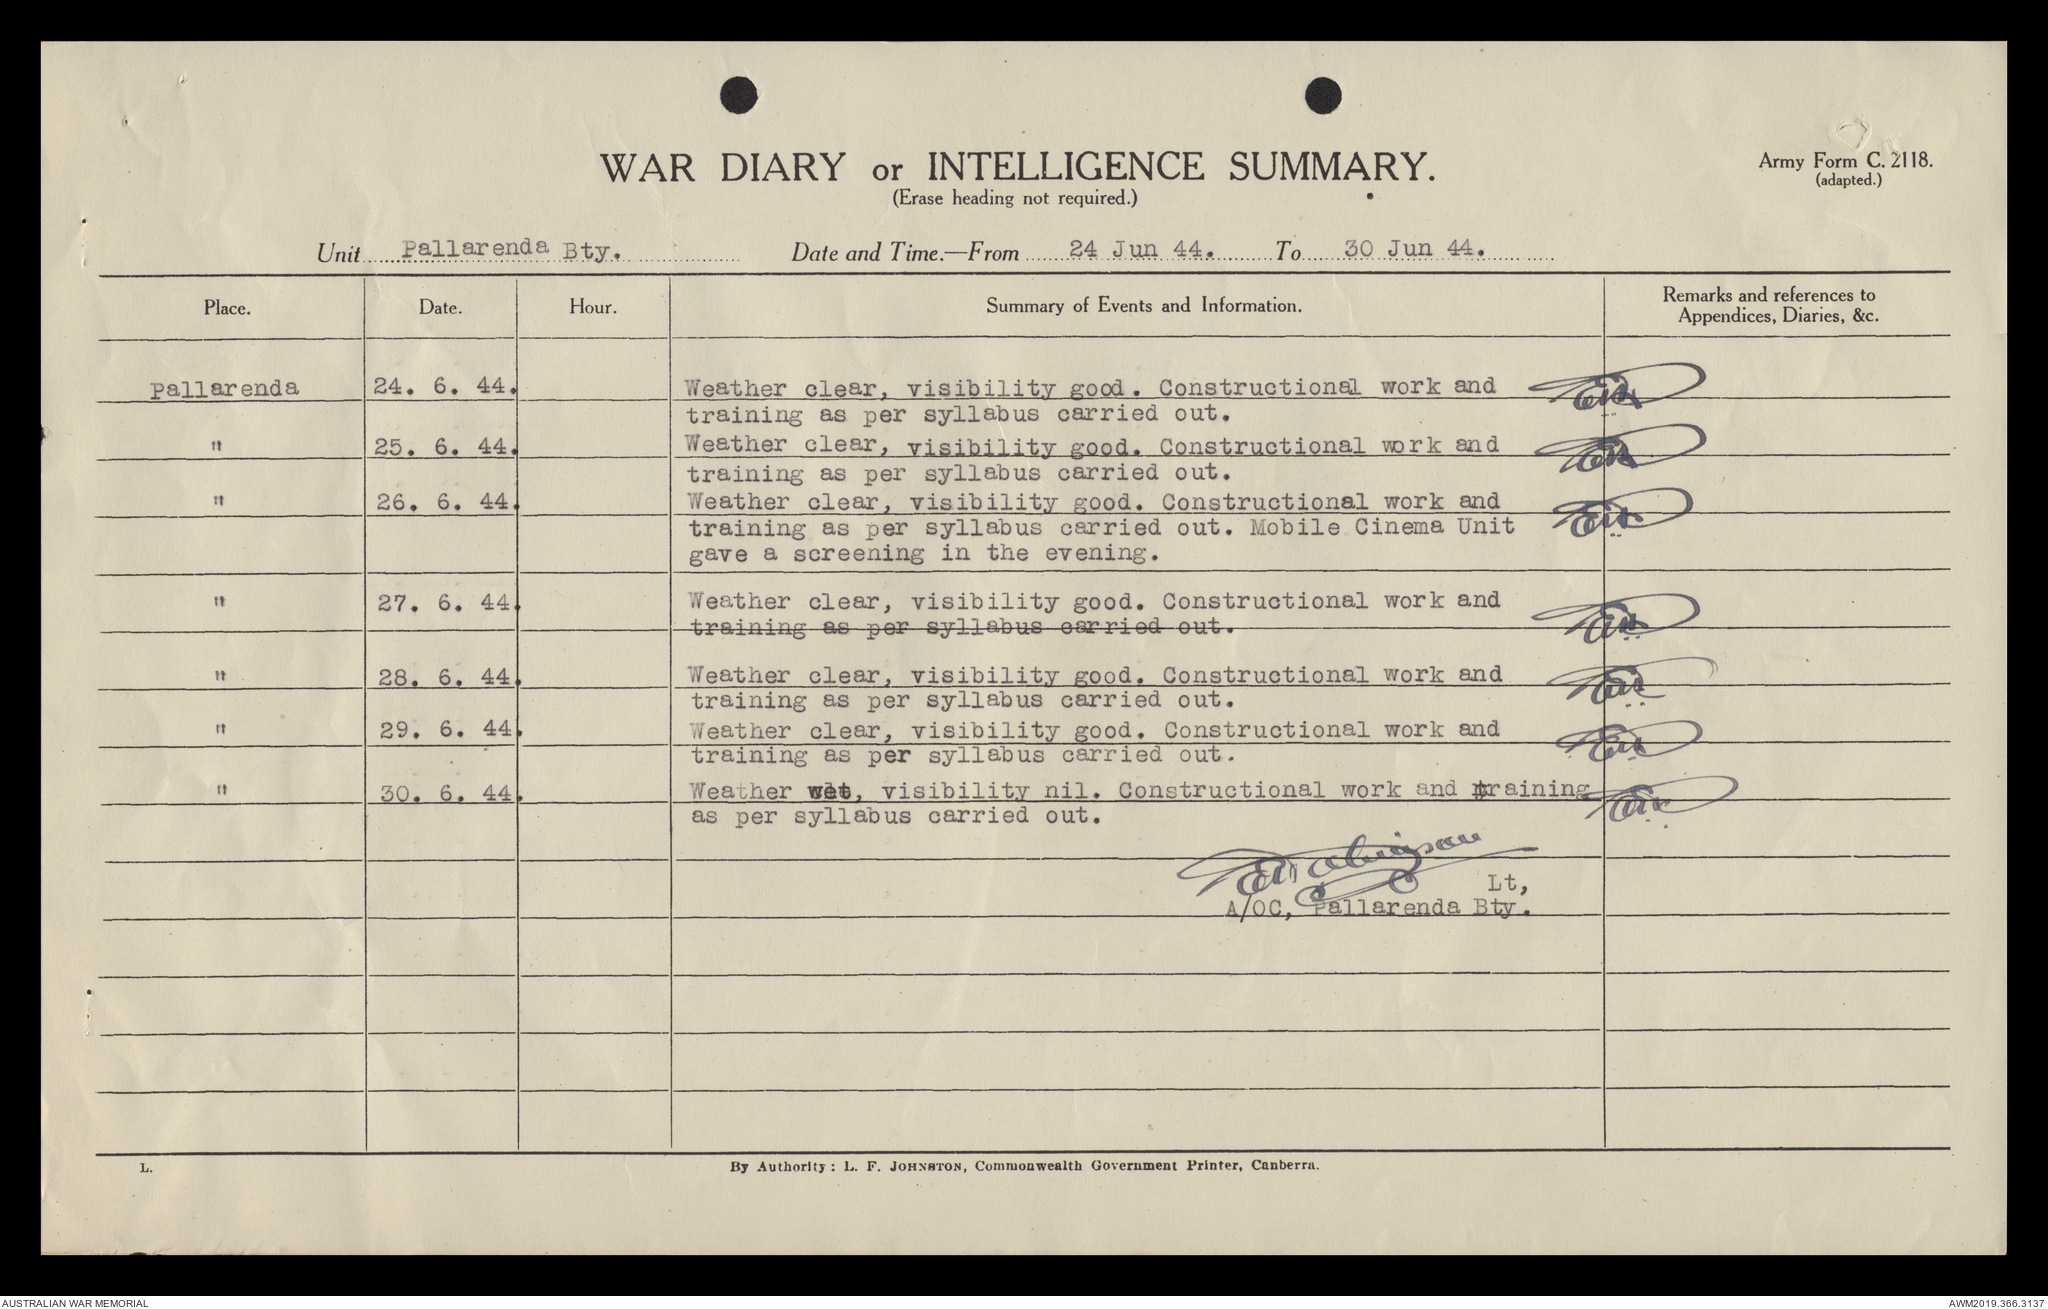 WAR DIARY or INTELLIGENCE SUMMARY.
(Erase heading not required.)
Army Form C. 2118.
(adapted.)
Unit Pallarenda Bty. Date and Time.—From 24 Jun 44. To 30 Jun 44.
Place. Date. Hour. Summary of Events and Information. Remarks and references to
Appendices, Diaries, &c.
Pallarenda 24. 6. 44. Weather clear, visibility good. Constructional work and
training as per syllabus carried out.
" 25. 6. 44. Weather clear, visibility good. Constructional work and
training as per syllabus carried out.
" 26. 6. 44. Weather clear, visibility good. Constructional work and
training as per syllabus carried out. Mobile Cinema Unit
gave a screening in the evening.
" 27. 6. 44. Weather clear, visibility good. Constructional work and
training as per syllabus carried out.
" 28. 6. 44. Weather clear, visibility good. Constructional work and
training as per syllabus carried out.
" 29. 6. 44. Weather clear, visibility good. Constructional work and
training as per syllabus carried out.
" 30. 6. 44. Weather wet, visibility nil. Constructional work and training
as per syllabus carried out.
Lt,
A/OC, Pallarenda Bty.
L. By Authority: L. F. JOHNSTON, Commonwealth Government Printer, Canberra.
AUSTRALIAN WAR MEMORIAL AWM2019.366.3137